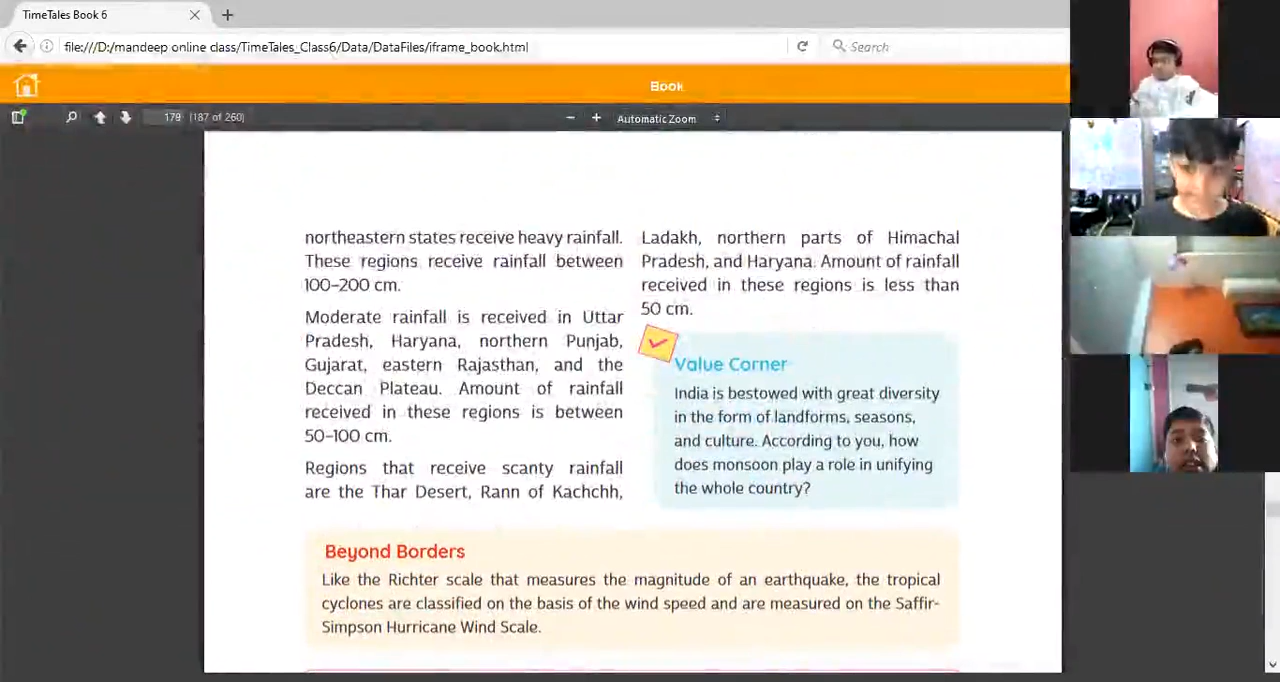 TimeTales Book 6
file:///D:/mandeep online class/TimeTales_Class6/Data/DataFiles/iframe_book.html
Search
Book
179 (187 of 260)
Automatic Zoom
northeastern states receive heavy rainfall.
These regions receive rainfall between
100–200 cm.
Moderate rainfall is received in Uttar
Pradesh, Haryana, northern Punjab,
Gujarat, eastern Rajasthan, and the
Deccan Plateau. Amount of rainfall
received in these regions is between
50–100 cm.
Regions that receive scanty rainfall
are the Thar Desert, Rann of Kachchh,
Ladakh, northern parts of Himachal
Pradesh, and Haryana. Amount of rainfall
received in these regions is less than
50 cm.
Value Corner
India is bestowed with great diversity
in the form of landforms, seasons,
and culture. According to you, how
does monsoon play a role in unifying
the whole country?
Beyond Borders
Like the Richter scale that measures the magnitude of an earthquake, the tropical
cyclones are classified on the basis of the wind speed and are measured on the Saffir-
Simpson Hurricane Wind Scale.